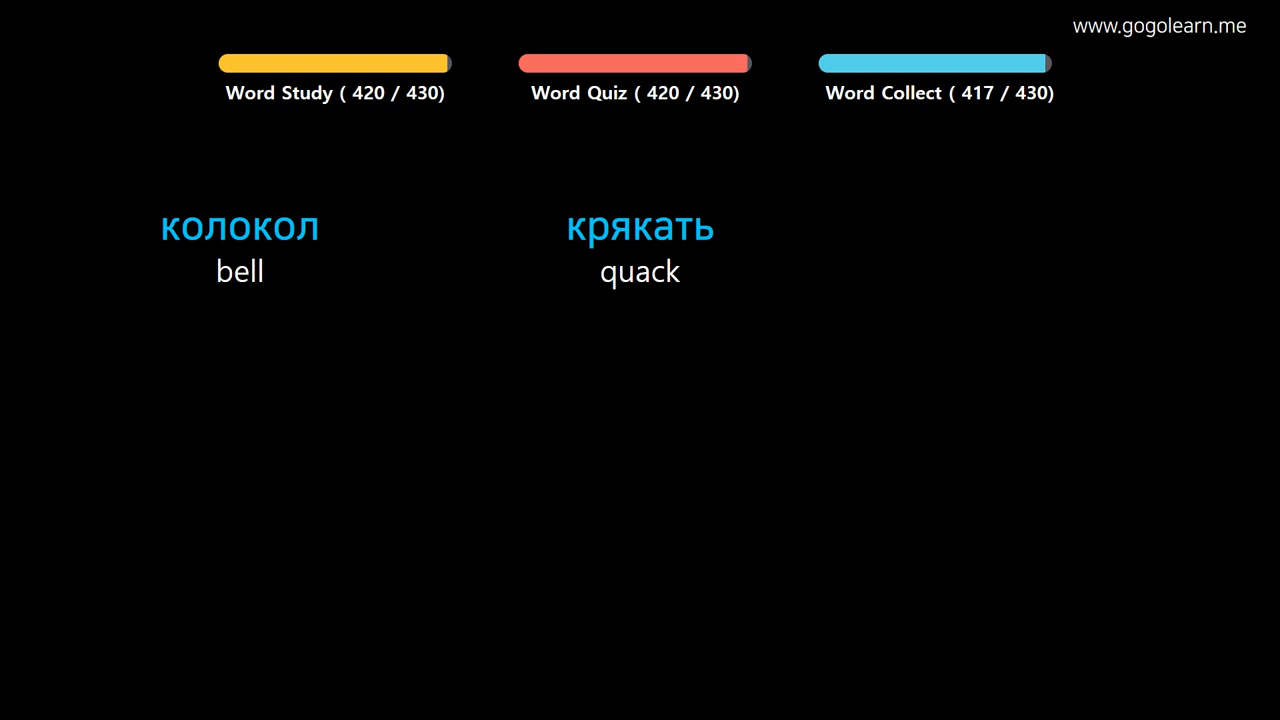 www.gogolearn.me
Word Study ( 420 / 430)
Word Quiz ( 420 / 430)
Word Collect ( 417 / 430)
колокол
bell
крякать
quack